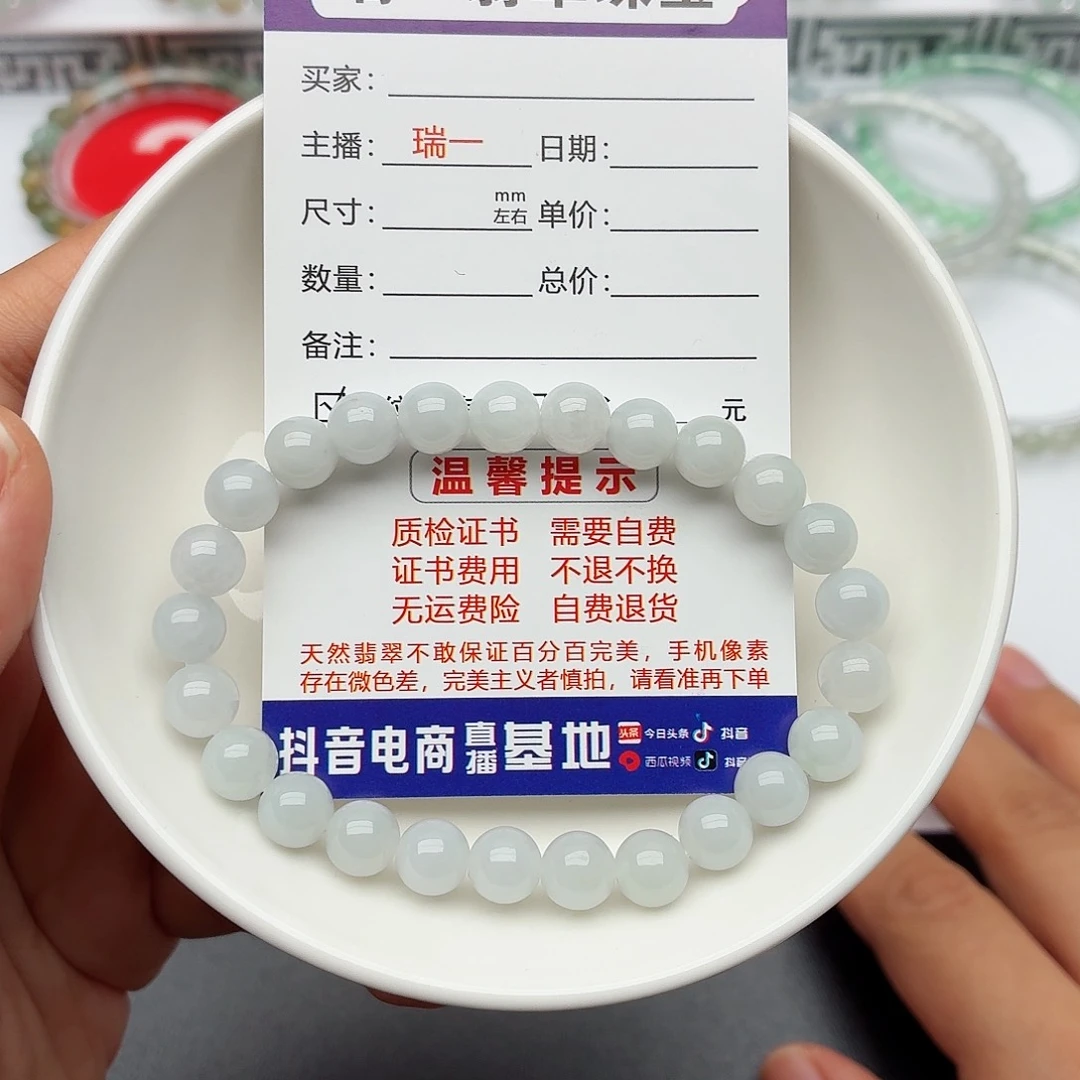 买家：
主播： 瑞一 日期：
尺寸： mm 左右 单价：
数量： 总价：
备注：
元
温馨提示
质检证书 需要自费
证书费用 不退不换
无运费险 自费退货
天然翡翠不敢保证百分百完美，手机像素
存在微色差，完美主义者慎拍，请看准再下单
抖音电商直播基地 头条 今日头条 抖音
西瓜视频 抖音